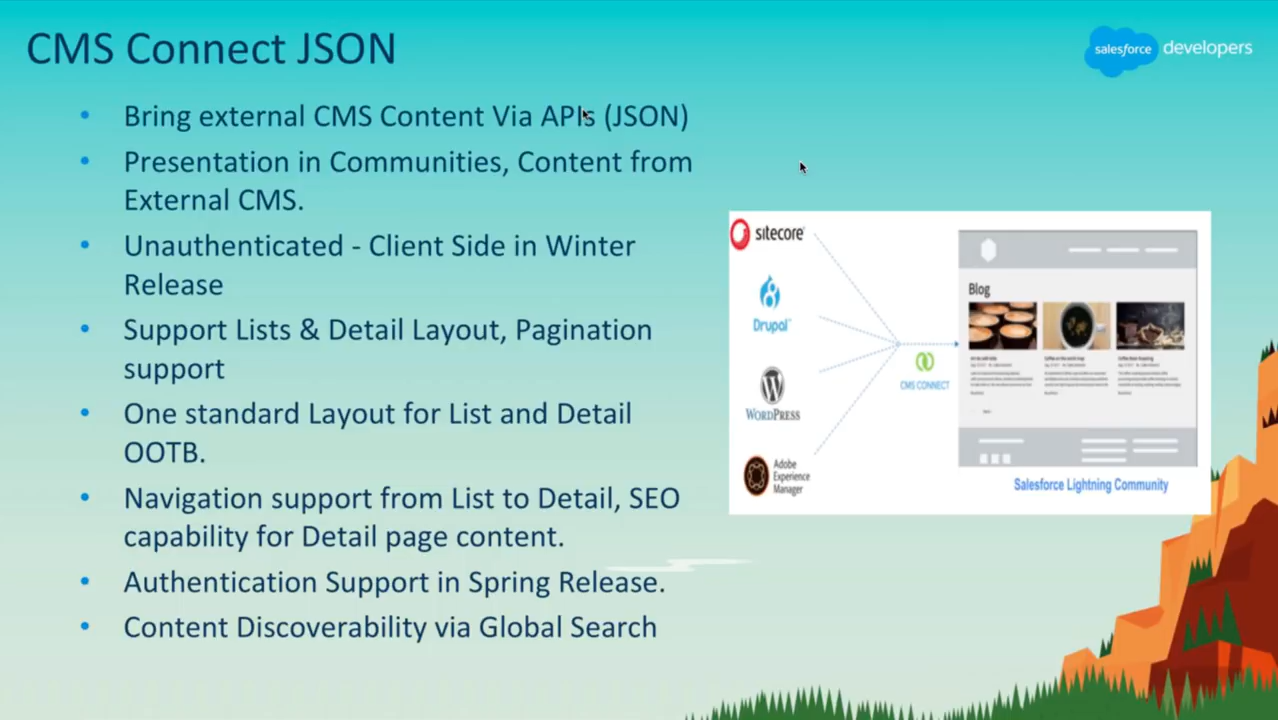 CMS Connect JSON
salesforce developers
• Bring external CMS Content Via APIs (JSON)
• Presentation in Communities, Content from
External CMS.
• Unauthenticated - Client Side in Winter
Release
• Support Lists & Detail Layout, Pagination
support
• One standard Layout for List and Detail
OOTB.
• Navigation support from List to Detail, SEO
capability for Detail page content.
• Authentication Support in Spring Release.
• Content Discoverability via Global Search
sitecore
Drupal
WORDPRESS
Adobe
Experience
Manager
CMS CONNECT
Blog
Salesforce Lightning Community